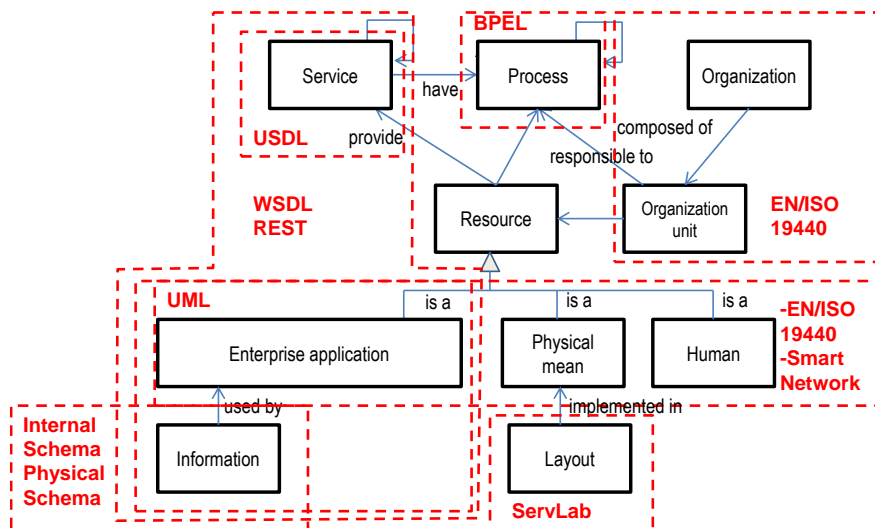 BPEL
Service
Process
Organization
have
USDL
provide
composed of
responsible to
WSDL
REST
Resource
Organization
unit
EN/ISO
19440
UML
is a
is a
is a
Enterprise application
Physical
mean
Human
-EN/ISO
19440
-Smart
Network
used by
implemented in
Internal
Schema
Physical
Schema
Information
Layout
ServLab